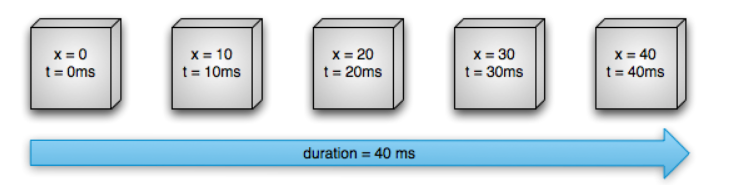 x = 0
t = 0ms
x = 10
t = 10ms
x = 20
t = 20ms
x = 30
t = 30ms
x = 40
t = 40ms
duration = 40 ms